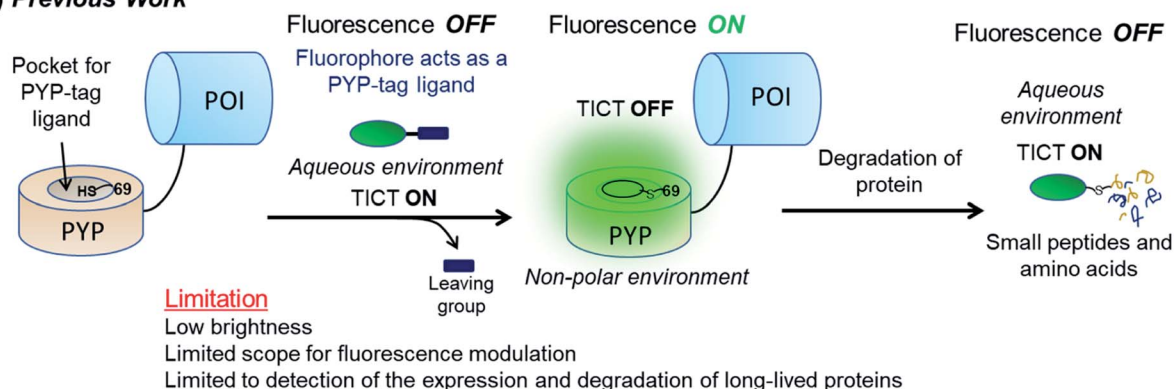 Previous Work
Pocket for
PYP-tag
ligand
POI
HS 69
PYP
Fluorescence OFF
Fluorophore acts as a
PYP-tag ligand
Aqueous environment
TICT ON
Leaving
group
Fluorescence ON
TICT OFF
POI
S 69
PYP
Non-polar environment
Degradation of
protein
Fluorescence OFF
Aqueous
environment
TICT ON
S
Small peptides and
amino acids
Limitation
Low brightness
Limited scope for fluorescence modulation
Limited to detection of the expression and degradation of long-lived proteins